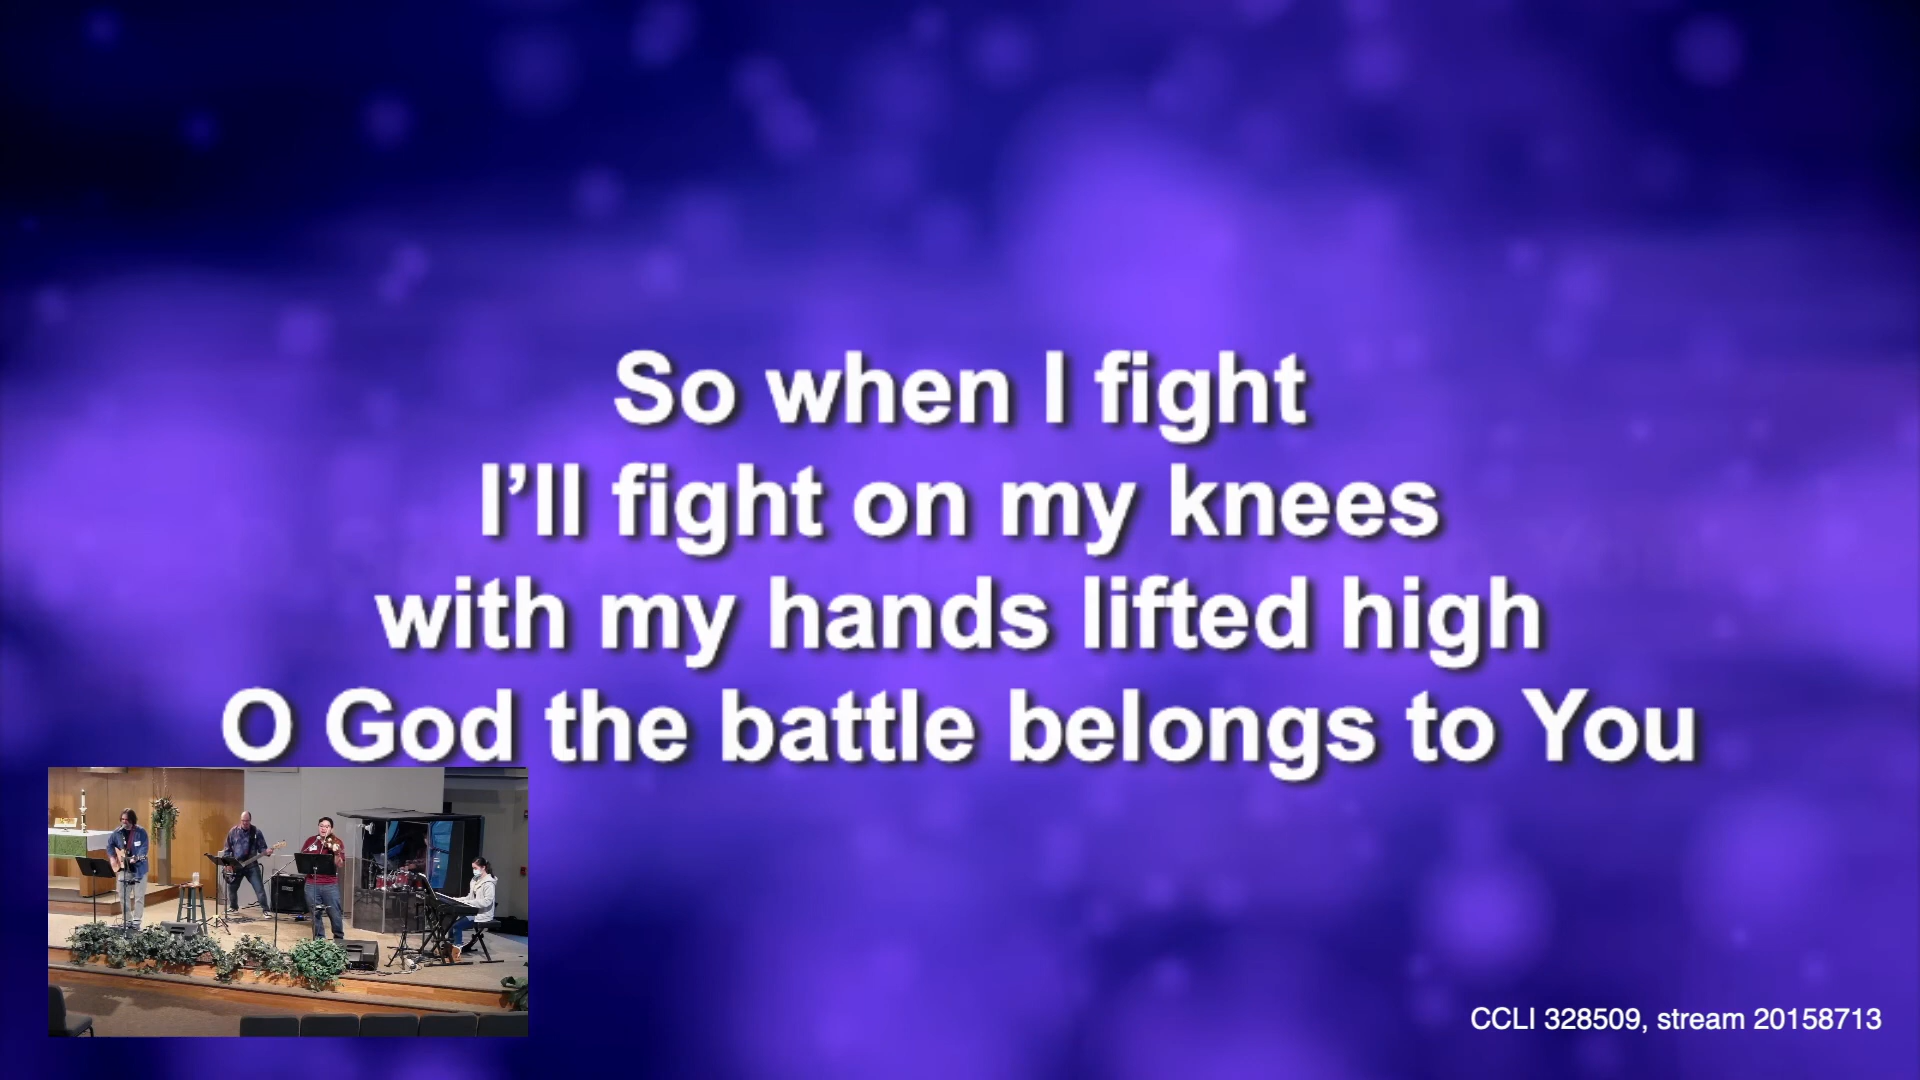 So when I fight
I’ll fight on my knees
with my hands lifted high
O God the battle belongs to You
CCLI 328509, stream 20158713